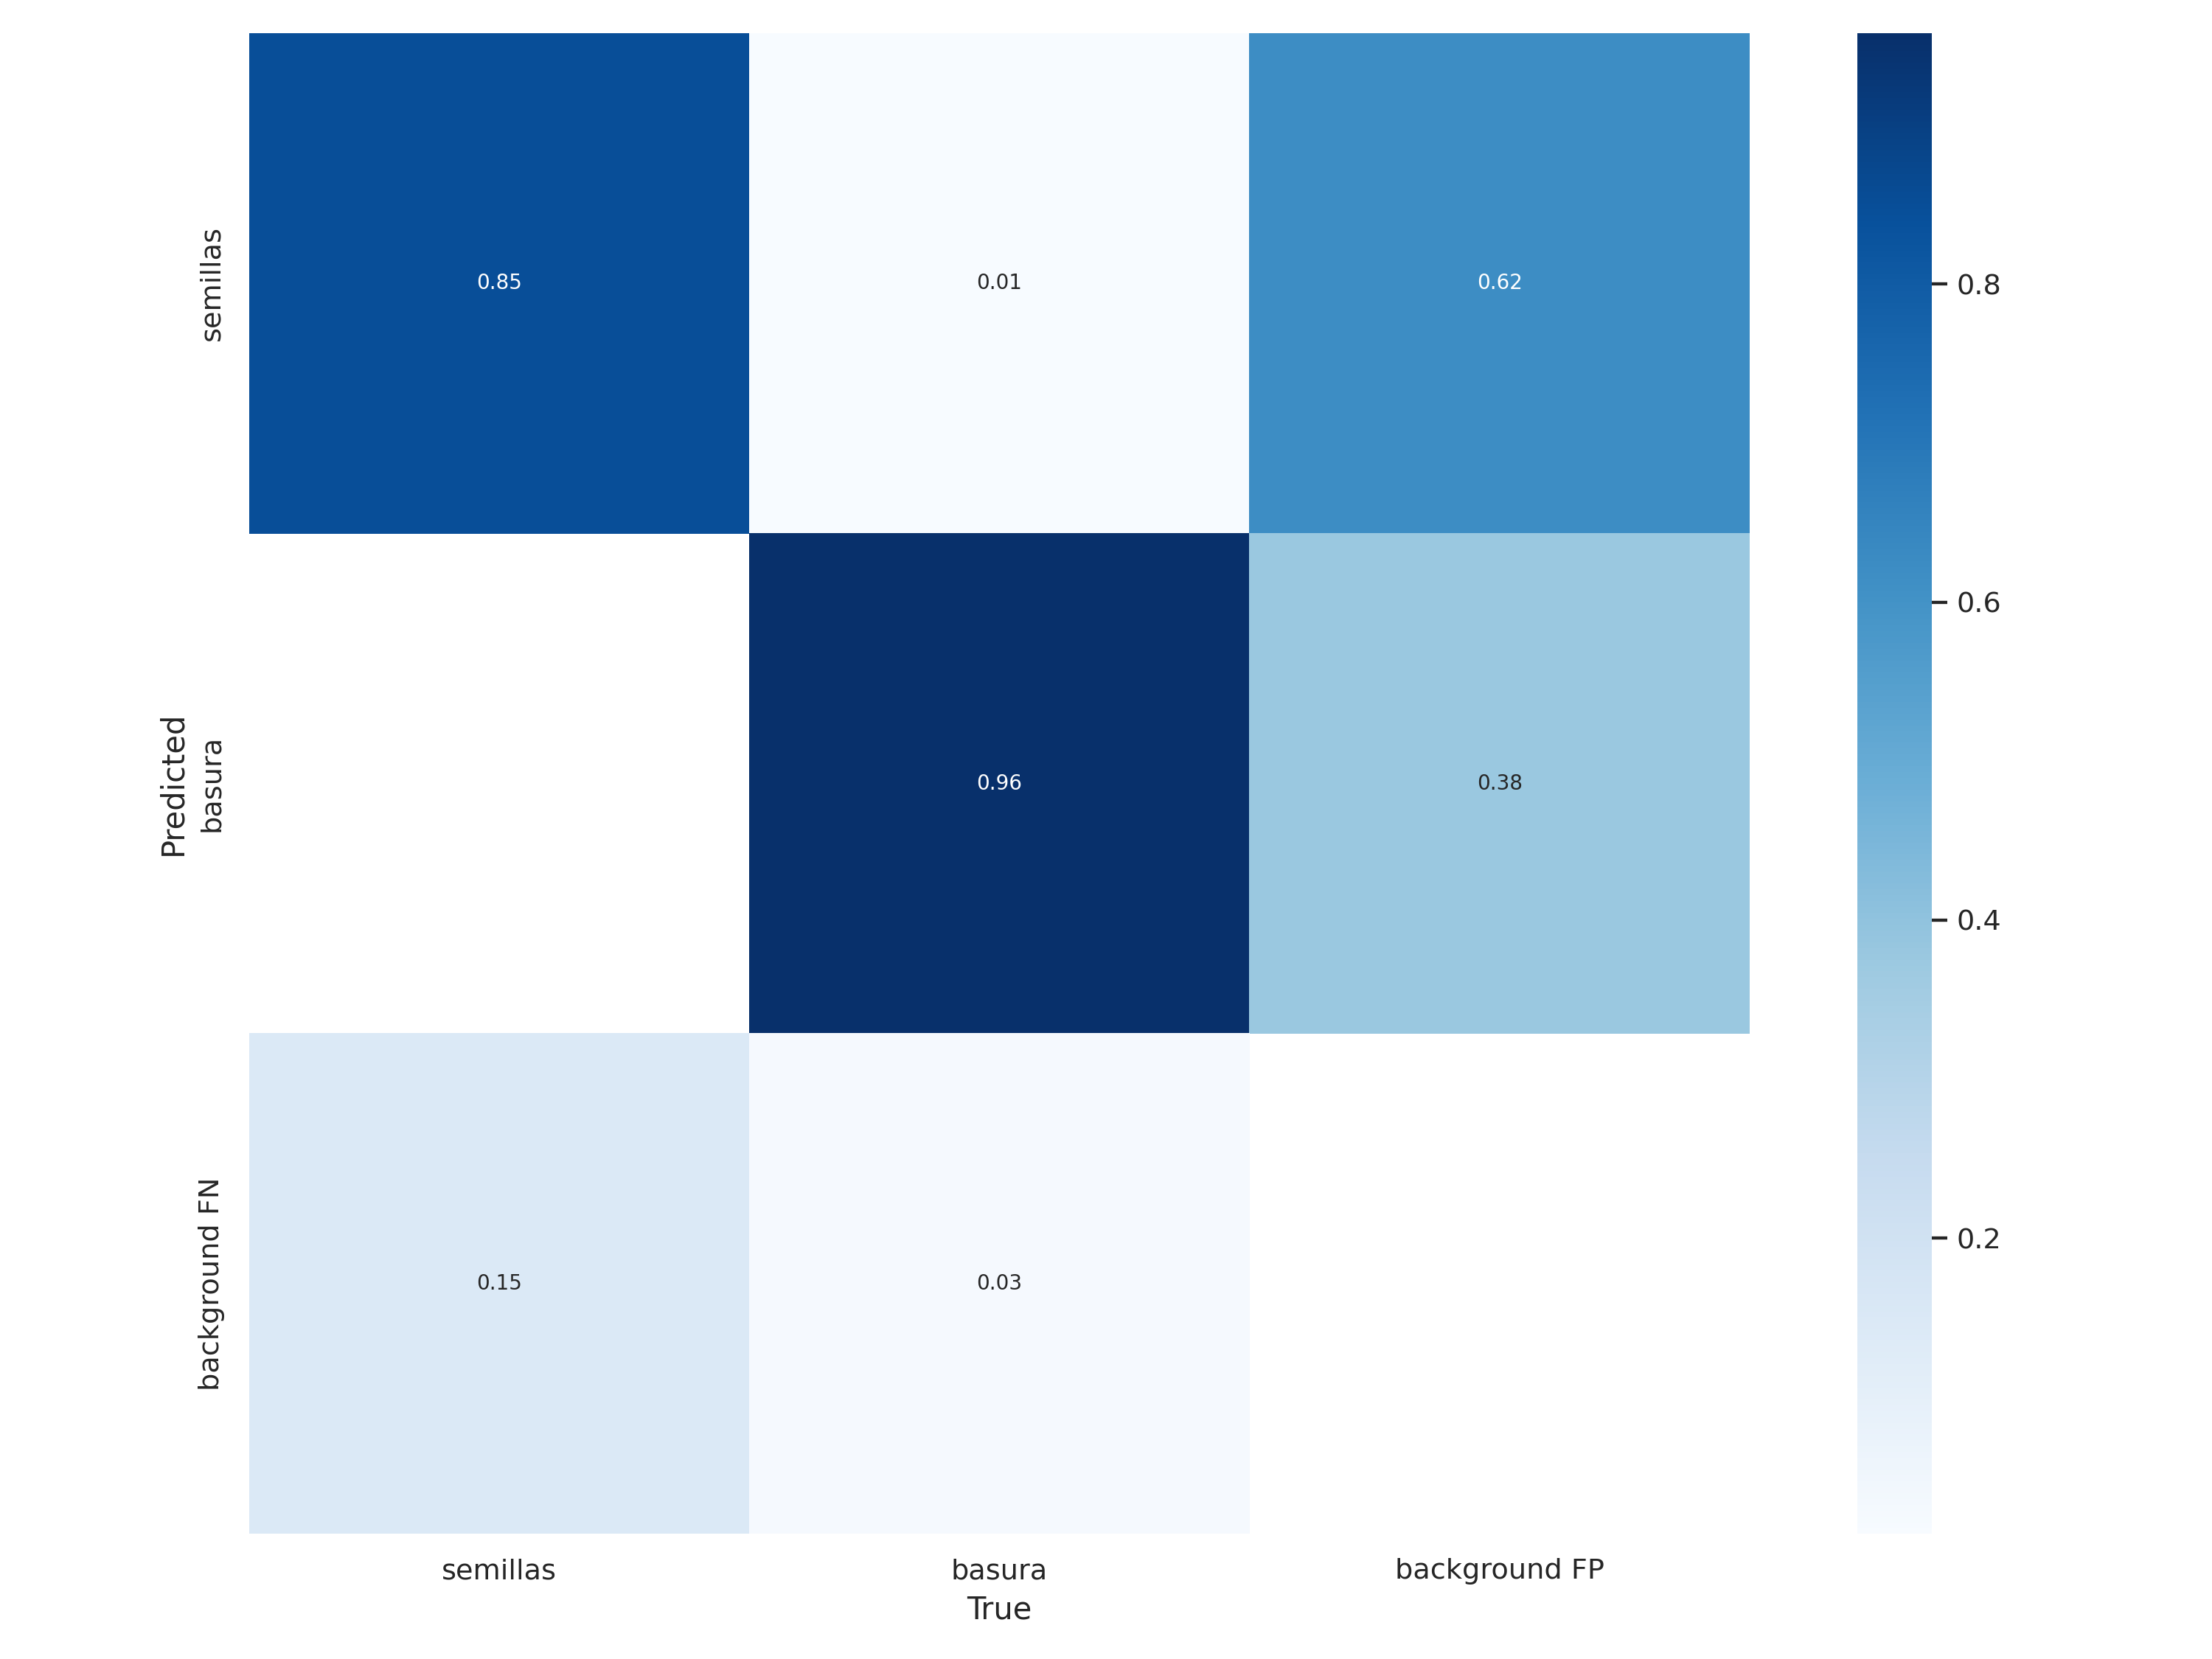 semillas
0.85
0.01
0.62
0.8
0.6
Predicted
basura
0.96
0.38
0.4
background FN
0.15
0.03
0.2
semillas
basura
background FP
True